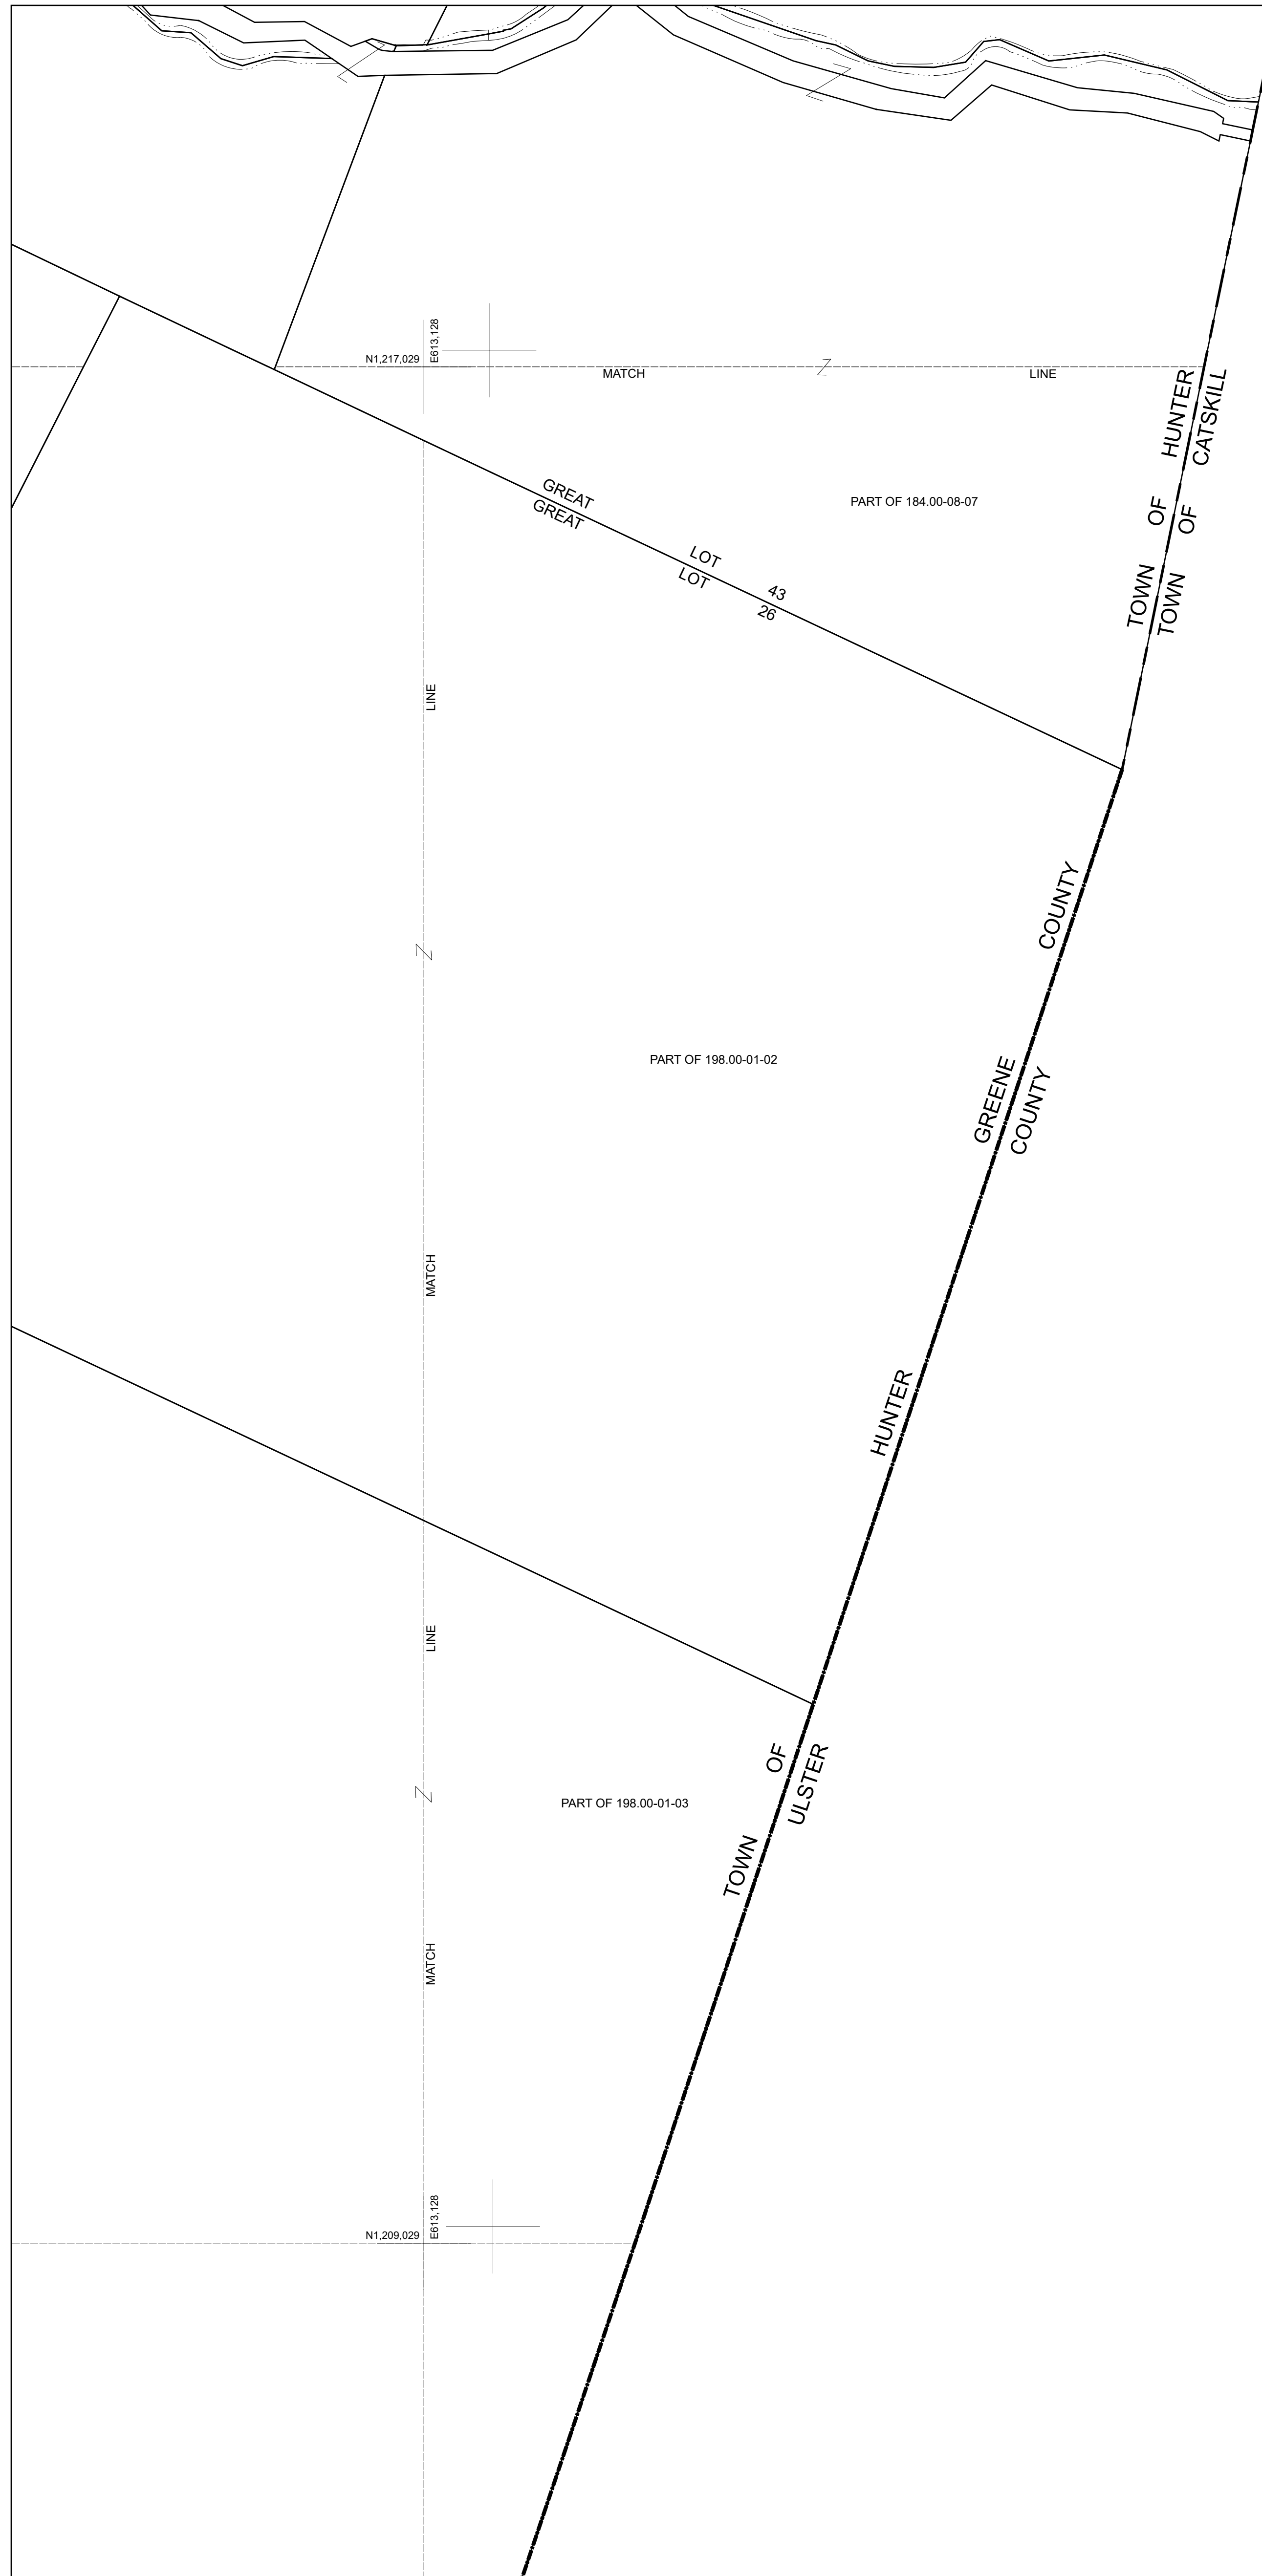 N1,217,029
E613,128
MATCH LINE
TOWN OF HUNTER
TOWN OF CATSKILL
PART OF 184.00-08-07
GREAT LOT 43
GREAT LOT 26
MATCH LINE
GREENE COUNTY
PART OF 198.00-01-02
TOWN OF HUNTER
ULSTER COUNTY
MATCH LINE
PART OF 198.00-01-03
N1,209,029
E613,128